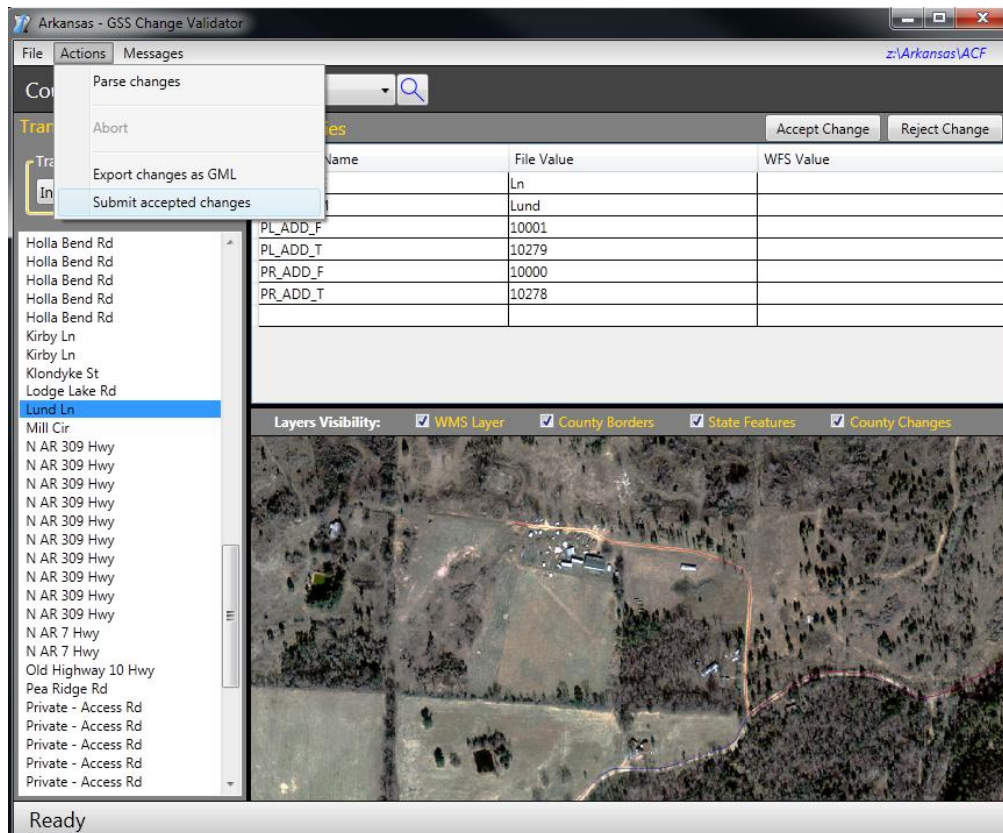 Arkansas - GSS Change Validator
File Actions Messages z:\Arkansas\ACF
Parse changes
Abort
Export changes as GML
Submit accepted changes
Accept Change Reject Change
File Value WFS Value
Ln
Lund
PL_ADD_F 10001
PL_ADD_T 10279
PR_ADD_F 10000
PR_ADD_T 10278
Holla Bend Rd
Holla Bend Rd
Holla Bend Rd
Holla Bend Rd
Holla Bend Rd
Kirby Ln
Kirby Ln
Klondyke St
Lodge Lake Rd
Lund Ln
Mill Cir
N AR 309 Hwy
N AR 309 Hwy
N AR 309 Hwy
N AR 309 Hwy
N AR 309 Hwy
N AR 309 Hwy
N AR 309 Hwy
N AR 309 Hwy
N AR 309 Hwy
N AR 309 Hwy
N AR 7 Hwy
N AR 7 Hwy
Old Highway 10 Hwy
Pea Ridge Rd
Private - Access Rd
Private - Access Rd
Private - Access Rd
Private - Access Rd
Private - Access Rd
Layers Visibility: WMS Layer County Borders State Features County Changes
Ready